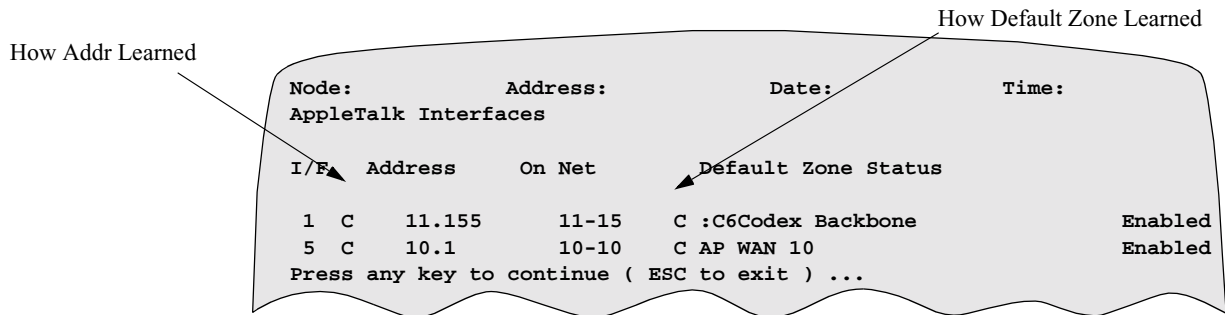 How Default Zone Learned
How Addr Learned
Node: Address: Date: Time:
AppleTalk Interfaces
I/F Address On Net Default Zone Status
1 C 11.155 11-15 C :C6Codex Backbone Enabled
5 C 10.1 10-10 C AP WAN 10 Enabled
Press any key to continue ( ESC to exit ) ...